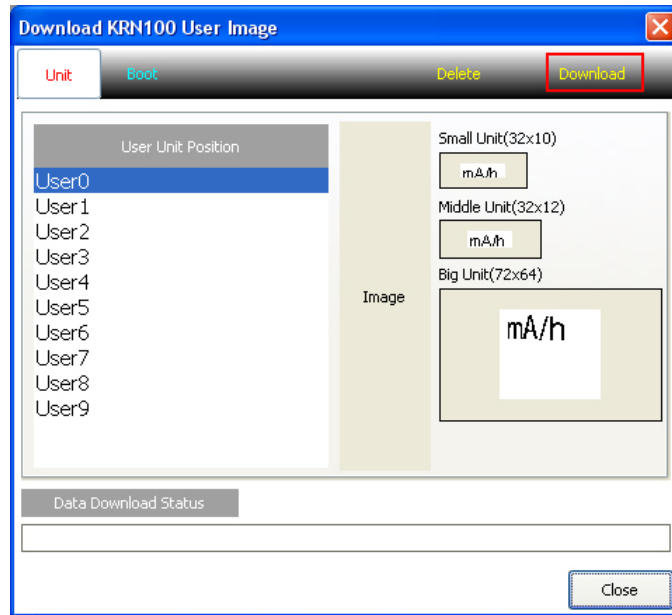 Download KRN100 User Image
Unit Boot Delete Download
User Unit Position
User0
User1
User2
User3
User4
User5
User6
User7
User8
User9
Image
Small Unit(32x10)
mA/h
Middle Unit(32x12)
mA/h
Big Unit(72x64)
mA/h
Data Download Status
Close